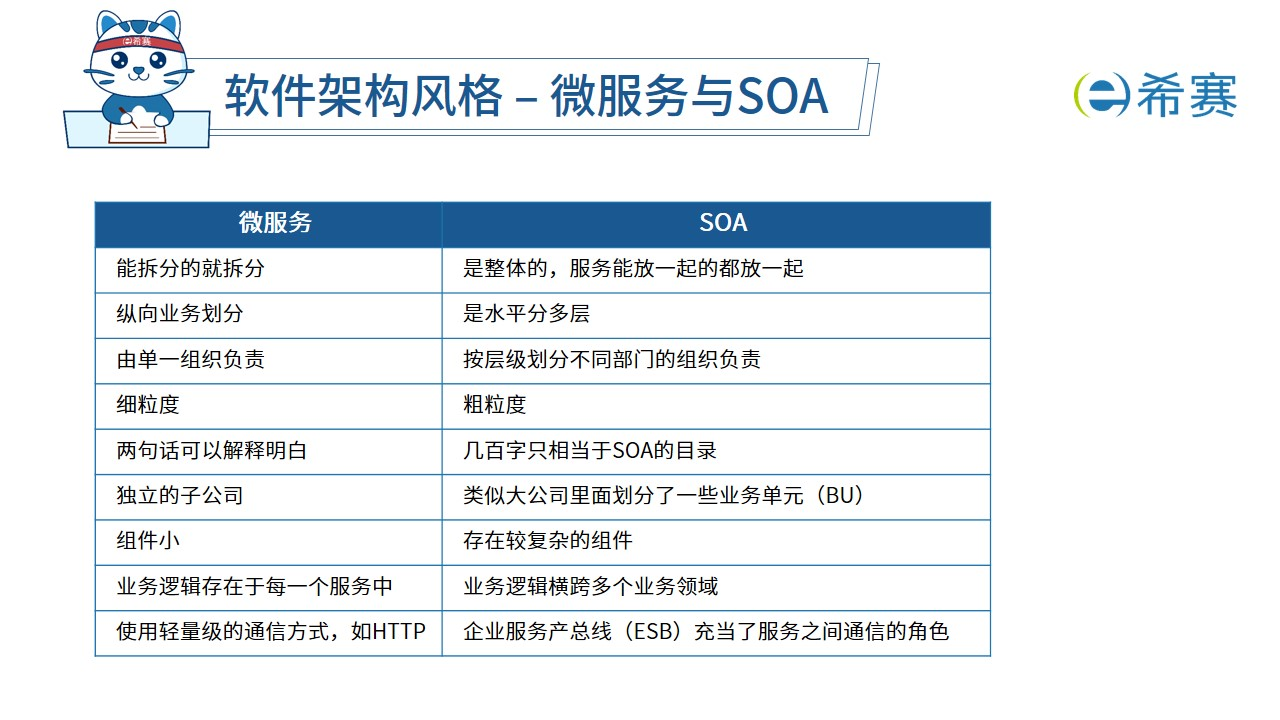 希赛
软件架构风格 – 微服务与SOA
希赛
微服务 SOA
能拆分的就拆分 是整体的，服务能放一起的都放一起
纵向业务划分 是水平分多层
由单一组织负责 按层级划分不同部门的组织负责
细粒度 粗粒度
两句话可以解释明白 几百字只相当于SOA的目录
独立的子公司 类似大公司里面划分了一些业务单元（BU）
组件小 存在较复杂的组件
业务逻辑存在于每一个服务中 业务逻辑横跨多个业务领域
使用轻量级的通信方式，如HTTP 企业服务产总线（ESB）充当了服务之间通信的角色